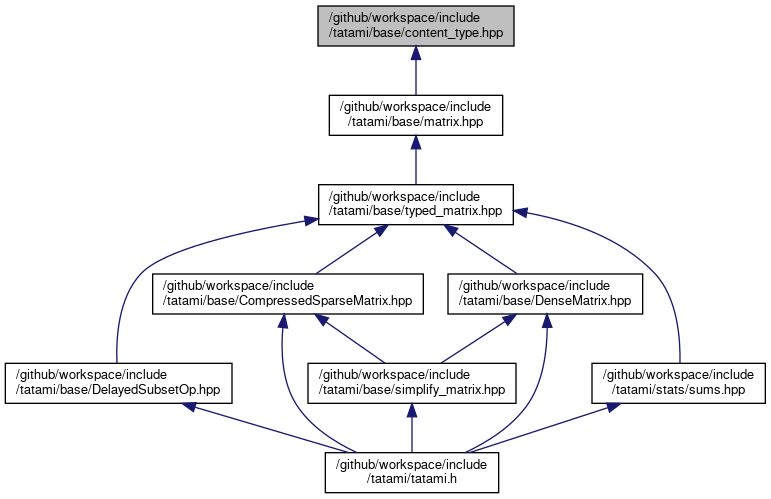 /github/workspace/include
/tatami/base/content_type.hpp
/github/workspace/include
/tatami/base/matrix.hpp
/github/workspace/include
/tatami/base/typed_matrix.hpp
/github/workspace/include
/tatami/base/CompressedSparseMatrix.hpp
/github/workspace/include
/tatami/base/DenseMatrix.hpp
/github/workspace/include
/tatami/base/DelayedSubsetOp.hpp
/github/workspace/include
/tatami/base/simplify_matrix.hpp
/github/workspace/include
/tatami/stats/sums.hpp
/github/workspace/include
/tatami/tatami.h